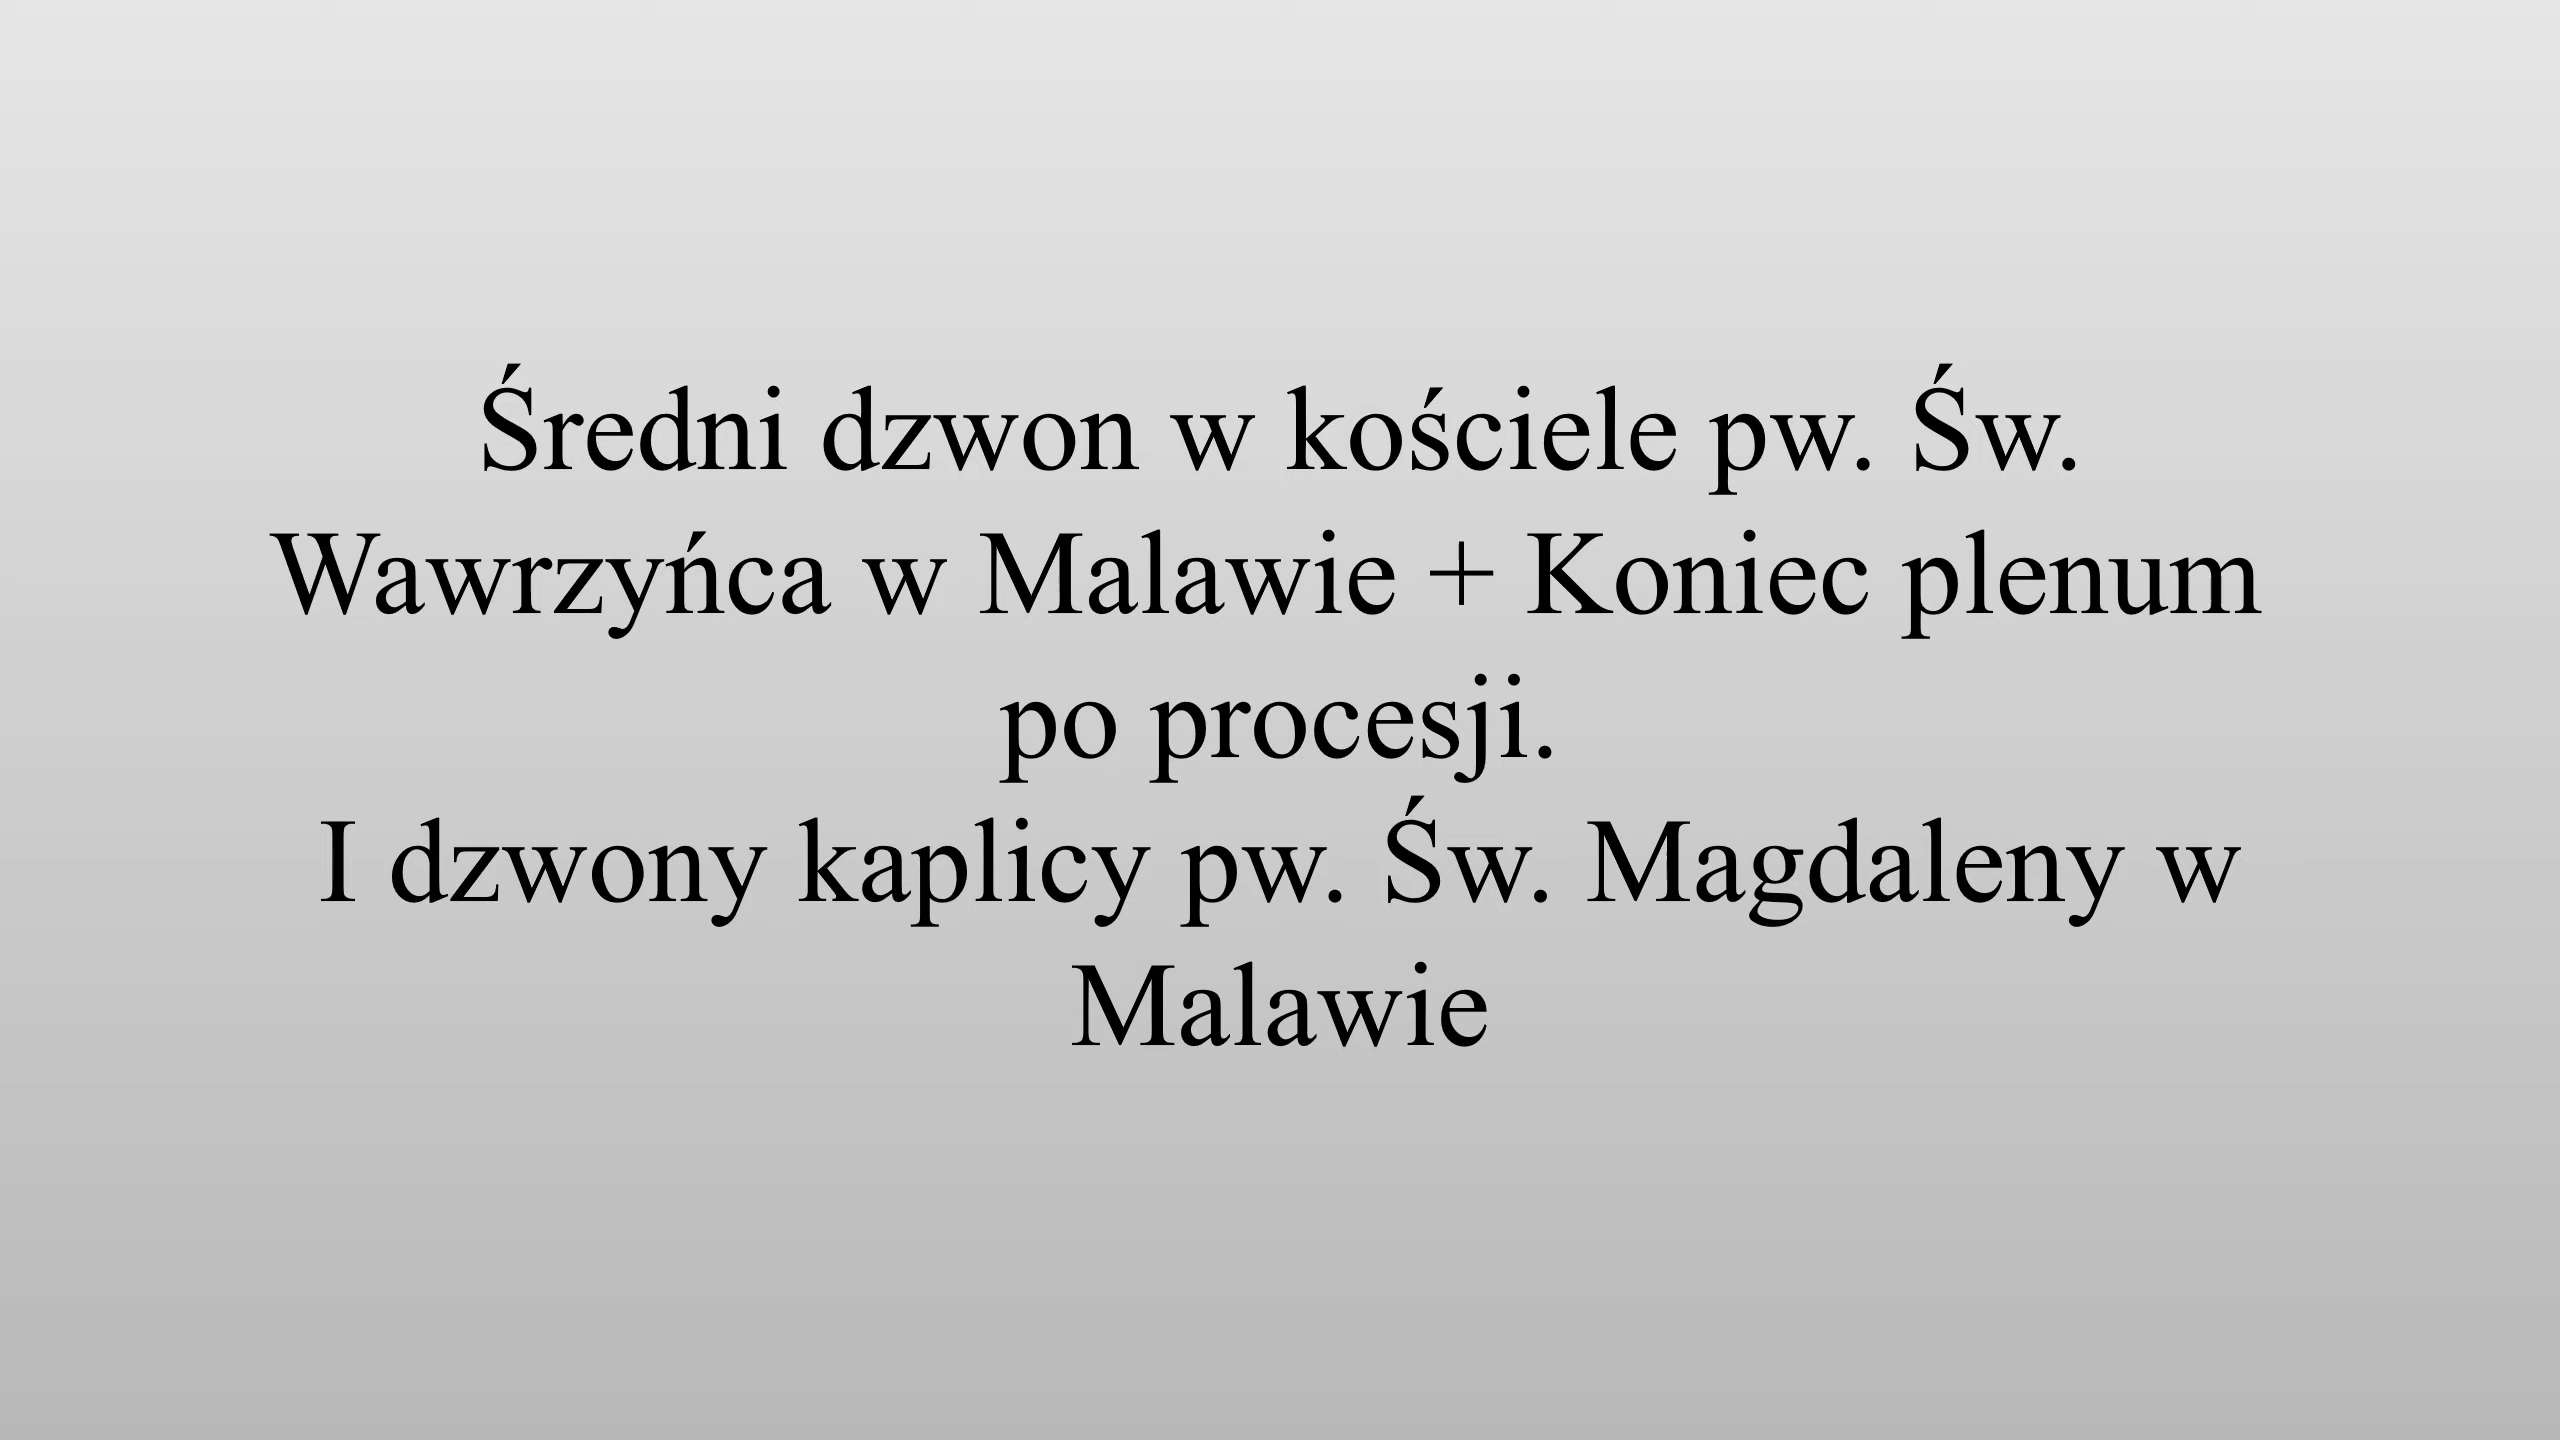 Średni dzwon w kościele pw. Św.
Wawrzyńca w Malawie + Koniec plenum
po procesji.
I dzwony kaplicy pw. Św. Magdaleny w
Malawie